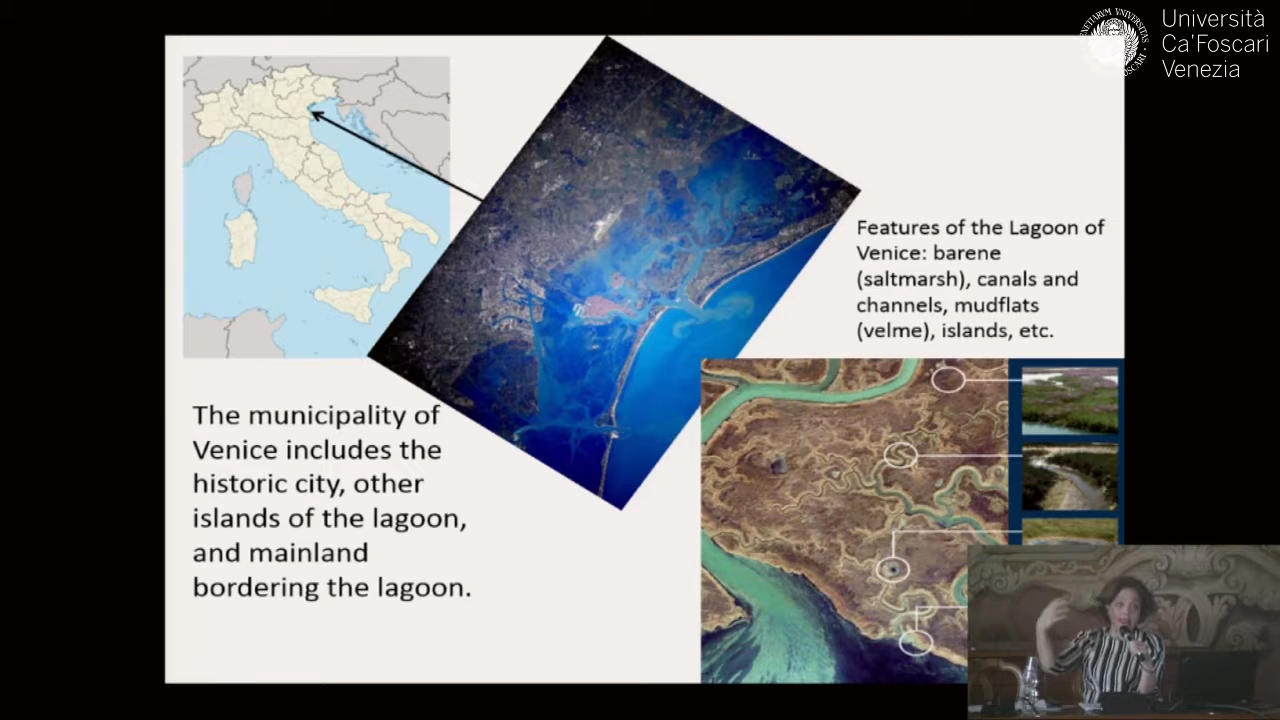 Università
Ca'Foscari
Venezia
Features of the Lagoon of
Venice: barene
(saltmarsh), canals and
channels, mudflats
(velme), islands, etc.
The municipality of
Venice includes the
historic city, other
islands of the lagoon,
and mainland
bordering the lagoon.